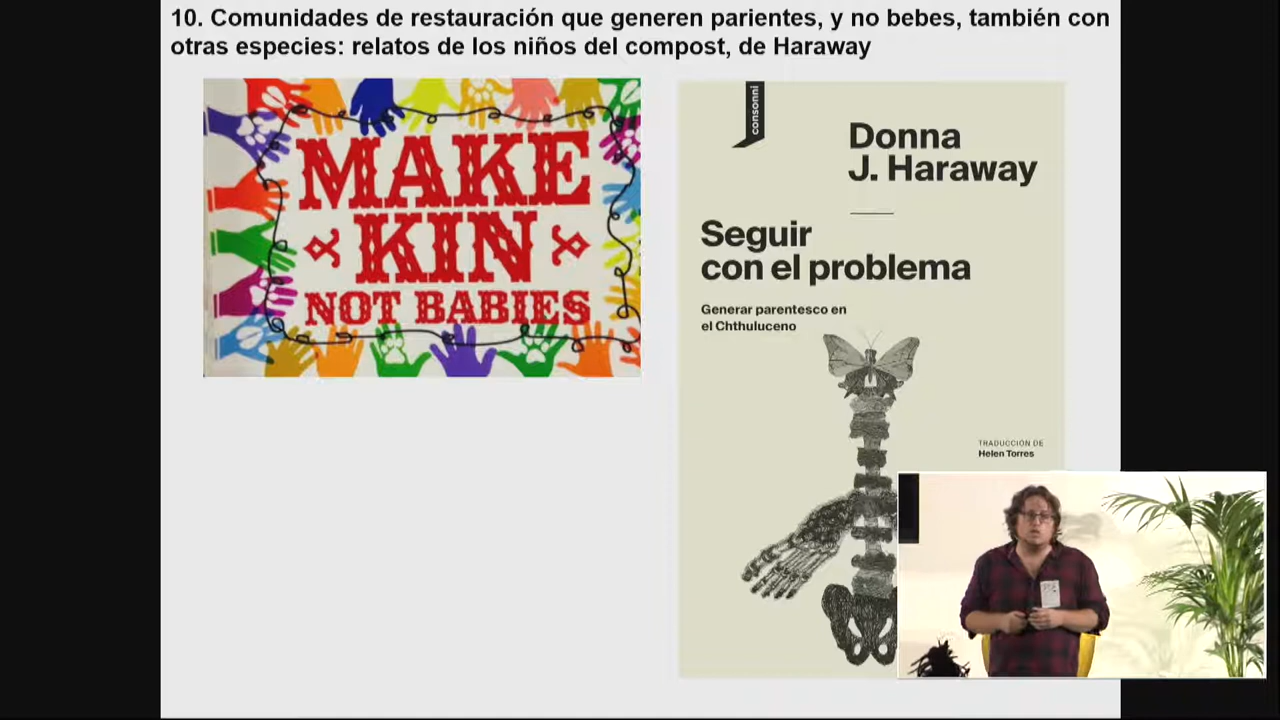 10. Comunidades de restauración que generen parientes, y no bebes, también con
otras especies: relatos de los niños del compost, de Haraway
MAKE
KIN
NOT BABIES
consonni
Donna
J. Haraway
Seguir
con el problema
Generar parentesco en
el Chthuluceno
TRADUCCIÓN DE
Helen Torres